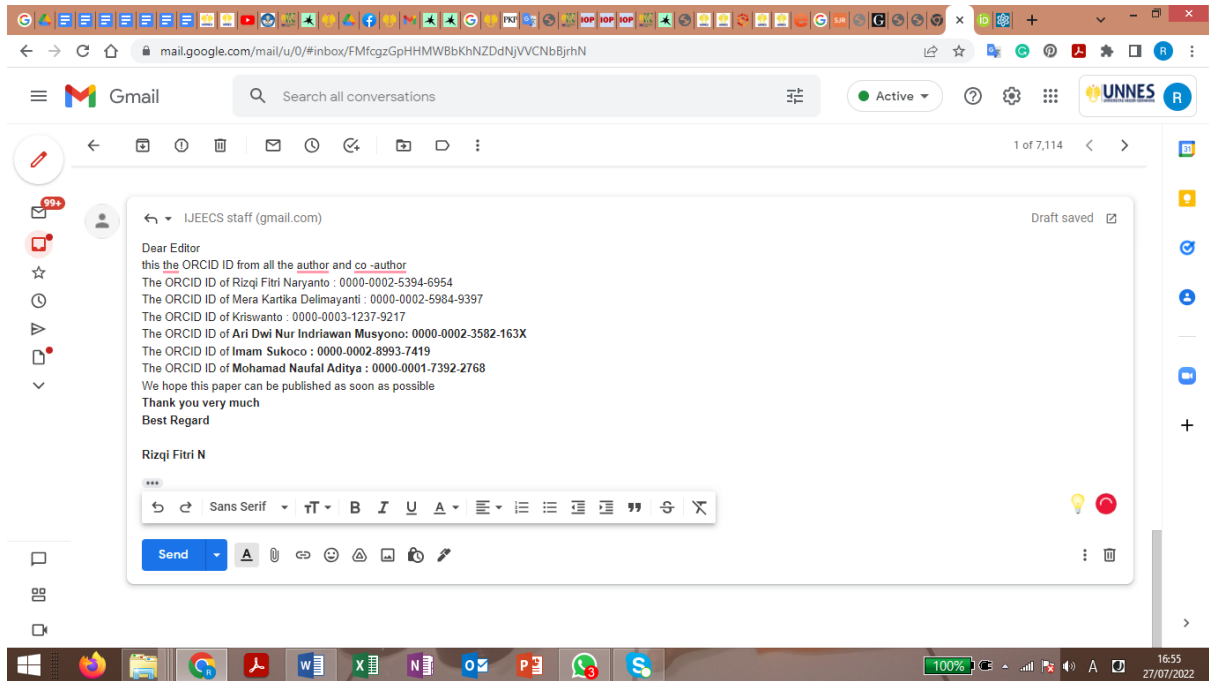 mail.google.com/mail/u/0/#inbox/FMfcgzGpHHMWBbKhNZDdNjVVCNbBjrhN
Gmail
Search all conversations
Active
UNNES
R
1 of 7,114
99+
IJEECS staff (gmail.com)
Draft saved
Dear Editor
this the ORCID ID from all the author and co -author
The ORCID ID of Rizqi Fitri Naryanto : 0000-0002-5394-6954
The ORCID ID of Mera Kartika Delimayanti : 0000-0002-5984-9397
The ORCID ID of Kriswanto : 0000-0003-1237-9217
The ORCID ID of Ari Dwi Nur Indriawan Musyono: 0000-0002-3582-163X
The ORCID ID of Imam Sukoco : 0000-0002-8993-7419
The ORCID ID of Mohamad Naufal Aditya : 0000-0001-7392-2768
We hope this paper can be published as soon as possible
Thank you very much
Best Regard
Rizqi Fitri N
Sans Serif
Send
100%
16:55
27/07/2022